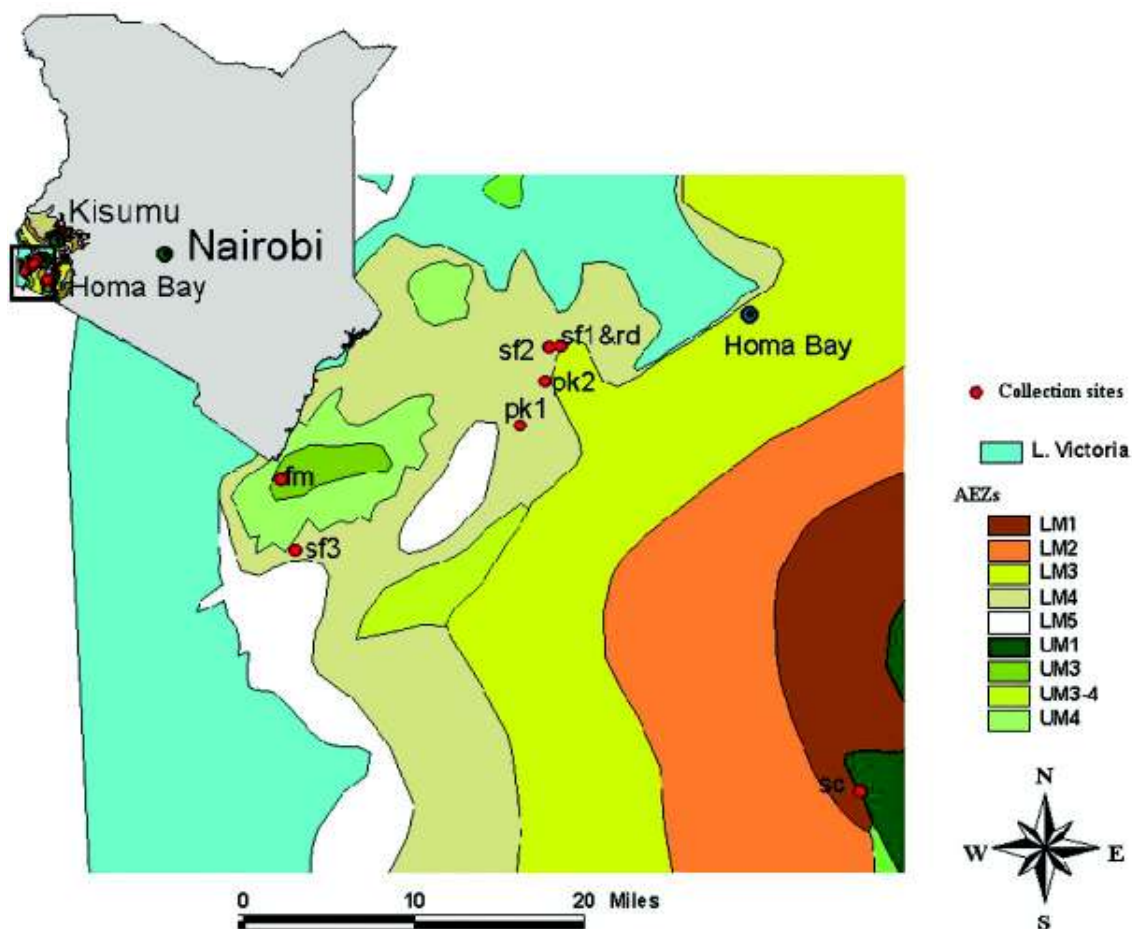 Kisumu
Nairobi
Homa Bay
sf2
sf1&rd
Homa Bay
pk2
pk1
fm
sf3
sc
Collection sites
L. Victoria
AEZs
LM1
LM2
LM3
LM4
LM5
UM1
UM3
UM3-4
UM4
N
W E
S
0 10 20 Miles